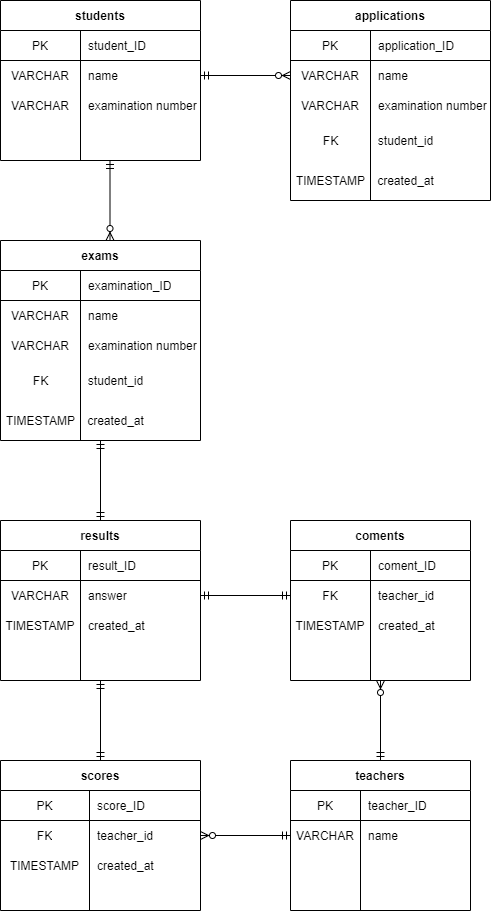 students
PK student_ID
VARCHAR name
VARCHAR examination number
applications
PK application_ID
VARCHAR name
VARCHAR examination number
FK student_id
TIMESTAMP created_at
exams
PK examination_ID
VARCHAR name
VARCHAR examination number
FK student_id
TIMESTAMP created_at
results
PK result_ID
VARCHAR answer
TIMESTAMP created_at
coments
PK coment_ID
FK teacher_id
TIMESTAMP created_at
scores
PK score_ID
FK teacher_id
TIMESTAMP created_at
teachers
PK teacher_ID
VARCHAR name